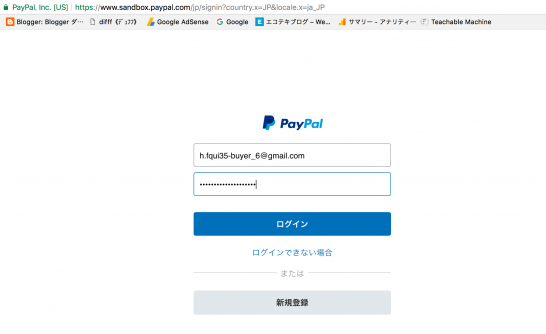 PayPal, Inc. [US] | https://www.sandbox.paypal.com/jp/signin?country.x=JP&locale.x=ja_JP
Blogger: Blogger ダ… difff《ﾃﾞｭﾌﾌ》 Google AdSense Google エコテキブログ – We… サマリー - アナリティ… Teachable Machine
PayPal
h.fqui35-buyer_6@gmail.com
••••••••••••••••••••
ログイン
ログインできない場合
または
新規登録